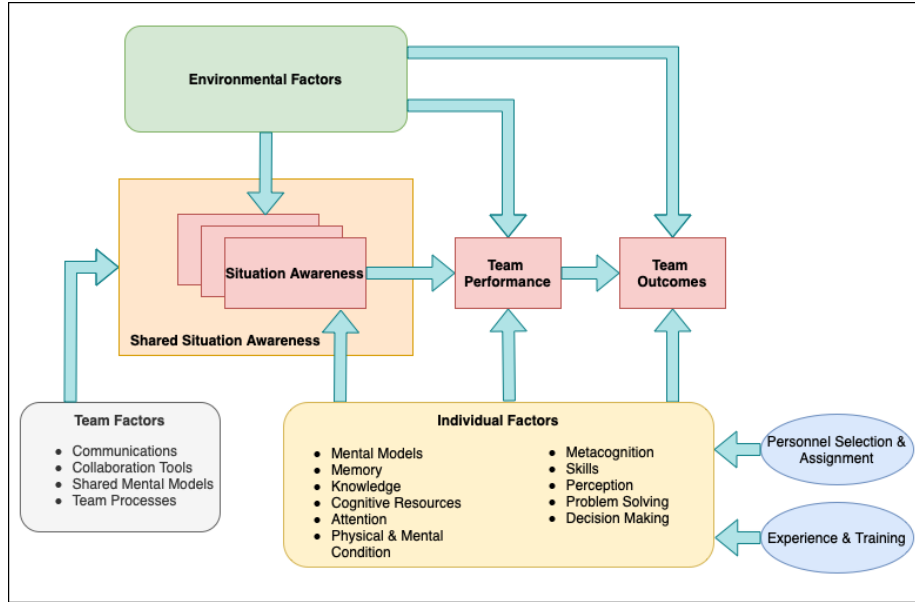 Environmental Factors
Situation Awareness
Team
Performance
Team
Outcomes
Shared Situation Awareness
Team Factors
Communications
Collaboration Tools
Shared Mental Models
Team Processes
Individual Factors
Mental Models
Memory
Knowledge
Cognitive Resources
Attention
Physical & Mental
Condition
Metacognition
Skills
Perception
Problem Solving
Decision Making
Personnel Selection &
Assignment
Experience & Training